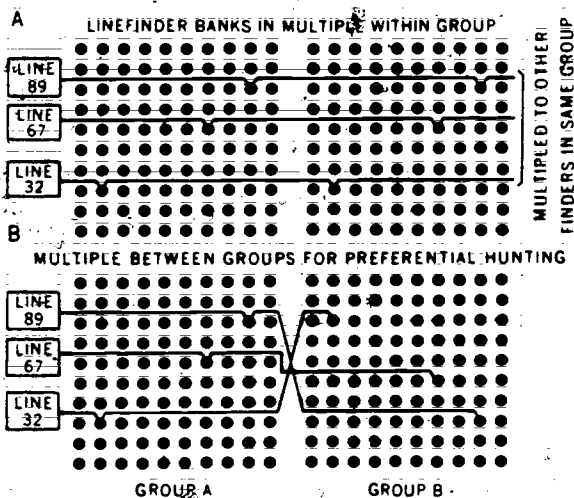 A
LINEFINDER BANKS IN MULTIPLE WITHIN GROUP
LINE
89
LINE
67
LINE
32
MULTIPLED TO OTHER
FINDERS IN SAME GROUP
B
MULTIPLE BETWEEN GROUPS FOR PREFERENTIAL HUNTING
LINE
89
LINE
67
LINE
32
GROUP A
GROUP B